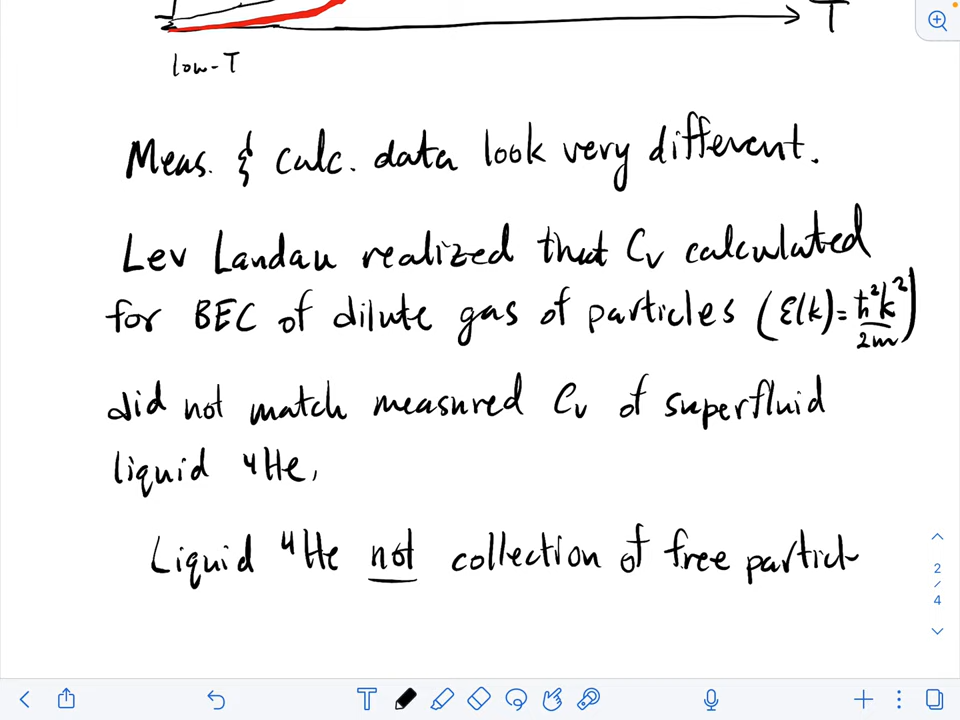 T
low-T
Meas. & calc. data look very different.
Lev Landau realized that Cᵥ calculated
for BEC of dilute gas of particles (ε(k)=ħ²k²/2m)
did not match measured Cᵥ of superfluid
liquid ⁴He.
Liquid ⁴He not collection of free particl
2
/
4
T